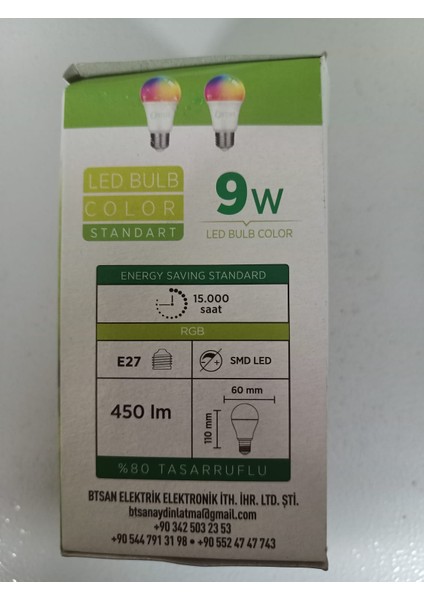 LED BULB
COLOR
STANDART
9W
LED BULB COLOR
ENERGY SAVING STANDARD
15.000
saat
RGB
E27
SMD LED
450 lm
60 mm
110 mm
%80 TASARRUFLU
BTSAN ELEKTRİK ELEKTRONİK İTH. İHR. LTD. ŞTİ.
btsanaydinlatma@gmail.com
+90 342 503 23 53
+90 544 791 31 98 • +90 552 47 47 743